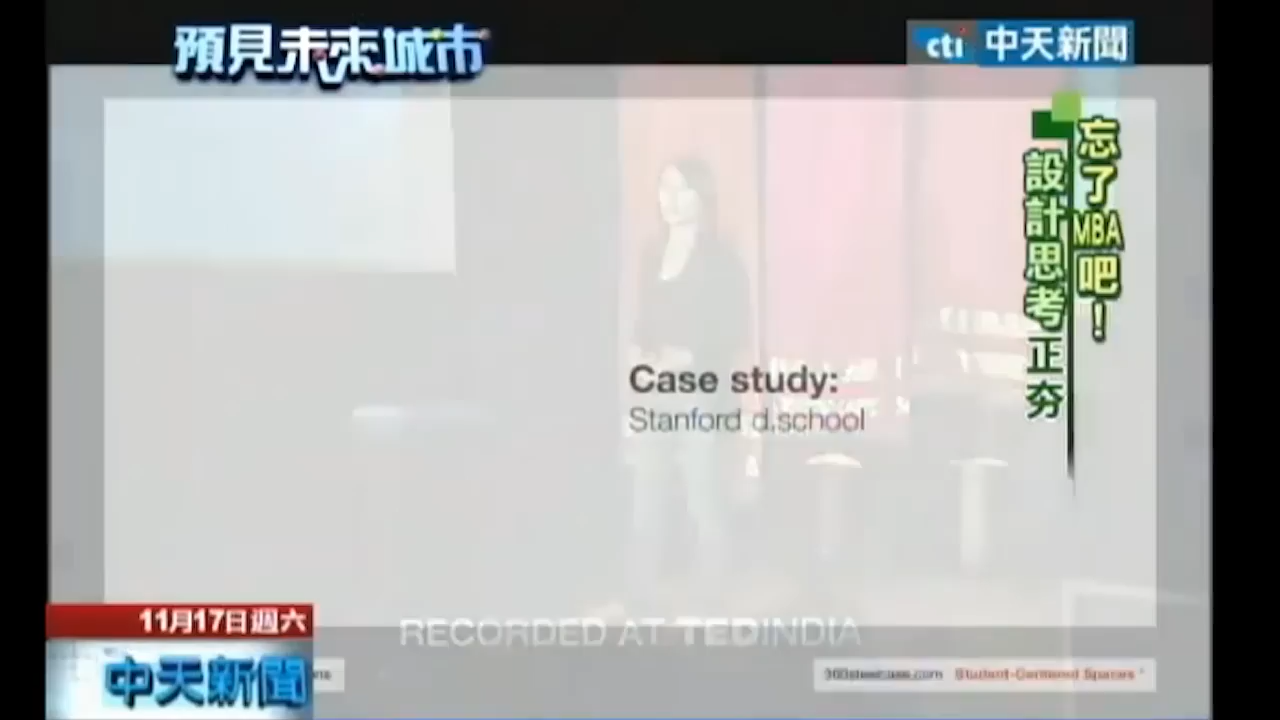 預見未來城市
cti 中天新聞
忘了MBA吧！
設計思考正夯
Case study:
Stanford d.school
11月17日週六
RECORDED AT TEDINDIA
中天新聞
360steelcase.com Student-Centered Spaces